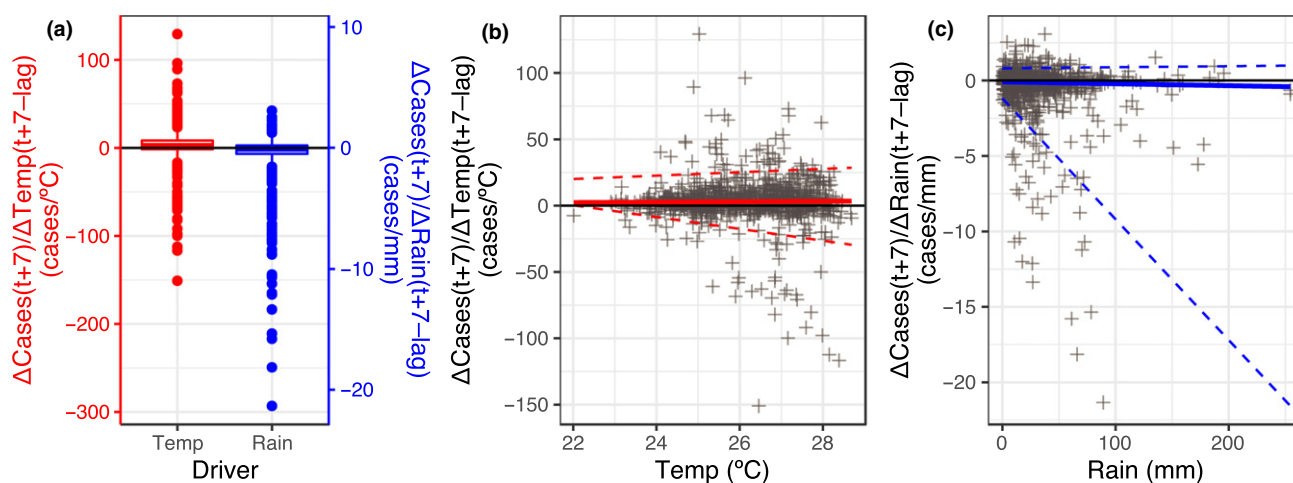 (a)
ΔCases(t+7)/ΔTemp(t+7−lag)
(cases/ºC)
100
0
−100
−200
−300
10
0
−10
−20
ΔCases(t+7)/ΔRain(t+7−lag)
(cases/mm)
Temp
Rain
Driver
(b)
ΔCases(t+7)/ΔTemp(t+7−lag)
(cases/ºC)
100
50
0
−50
−100
−150
22
24
26
28
Temp (ºC)
(c)
ΔCases(t+7)/ΔRain(t+7−lag)
(cases/mm)
0
−5
−10
−15
−20
0
100
200
Rain (mm)